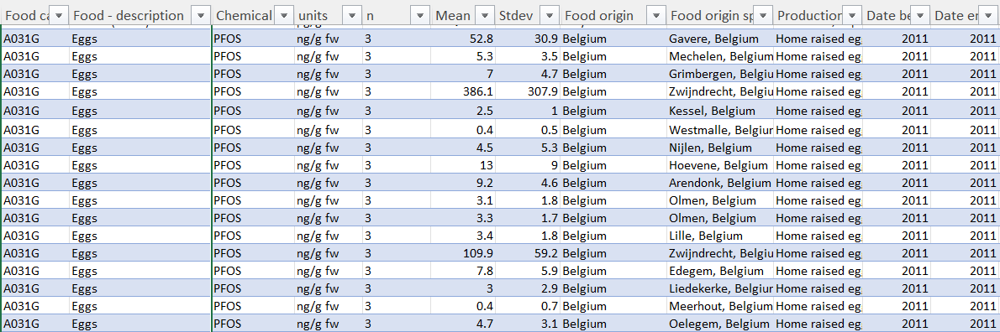 Food ca Food - description Chemical units n Mean Stdev Food origin Food origin sp Production Date be Date en
A031G Eggs PFOS ng/g fw 3 52.8 30.9 Belgium Gavere, Belgium Home raised eg 2011 2011
A031G Eggs PFOS ng/g fw 3 5.3 3.5 Belgium Mechelen, Belgium Home raised eg 2011 2011
A031G Eggs PFOS ng/g fw 3 7 4.7 Belgium Grimbergen, Belgiu Home raised eg 2011 2011
A031G Eggs PFOS ng/g fw 3 386.1 307.9 Belgium Zwijndrecht, Belgiu Home raised eg 2011 2011
A031G Eggs PFOS ng/g fw 3 2.5 1 Belgium Kessel, Belgium Home raised eg 2011 2011
A031G Eggs PFOS ng/g fw 3 0.4 0.5 Belgium Westmalle, Belgiur Home raised eg 2011 2011
A031G Eggs PFOS ng/g fw 3 4.5 5.3 Belgium Nijlen, Belgium Home raised eg 2011 2011
A031G Eggs PFOS ng/g fw 3 13 9 Belgium Hoevene, Belgium Home raised eg 2011 2011
A031G Eggs PFOS ng/g fw 3 9.2 4.6 Belgium Arendonk, Belgium Home raised eg 2011 2011
A031G Eggs PFOS ng/g fw 3 3.1 1.8 Belgium Olmen, Belgium Home raised eg 2011 2011
A031G Eggs PFOS ng/g fw 3 3.3 1.7 Belgium Olmen, Belgium Home raised eg 2011 2011
A031G Eggs PFOS ng/g fw 3 3.4 1.8 Belgium Lille, Belgium Home raised eg 2011 2011
A031G Eggs PFOS ng/g fw 3 109.9 59.2 Belgium Zwijndrecht, Belgiu Home raised eg 2011 2011
A031G Eggs PFOS ng/g fw 3 7.8 5.9 Belgium Edegem, Belgium Home raised eg 2011 2011
A031G Eggs PFOS ng/g fw 3 3 2.9 Belgium Liedekerke, Belgiur Home raised eg 2011 2011
A031G Eggs PFOS ng/g fw 3 0.4 0.7 Belgium Meerhout, Belgium Home raised eg 2011 2011
A031G Eggs PFOS ng/g fw 3 4.7 3.1 Belgium Oelegem, Belgium Home raised eg 2011 2011